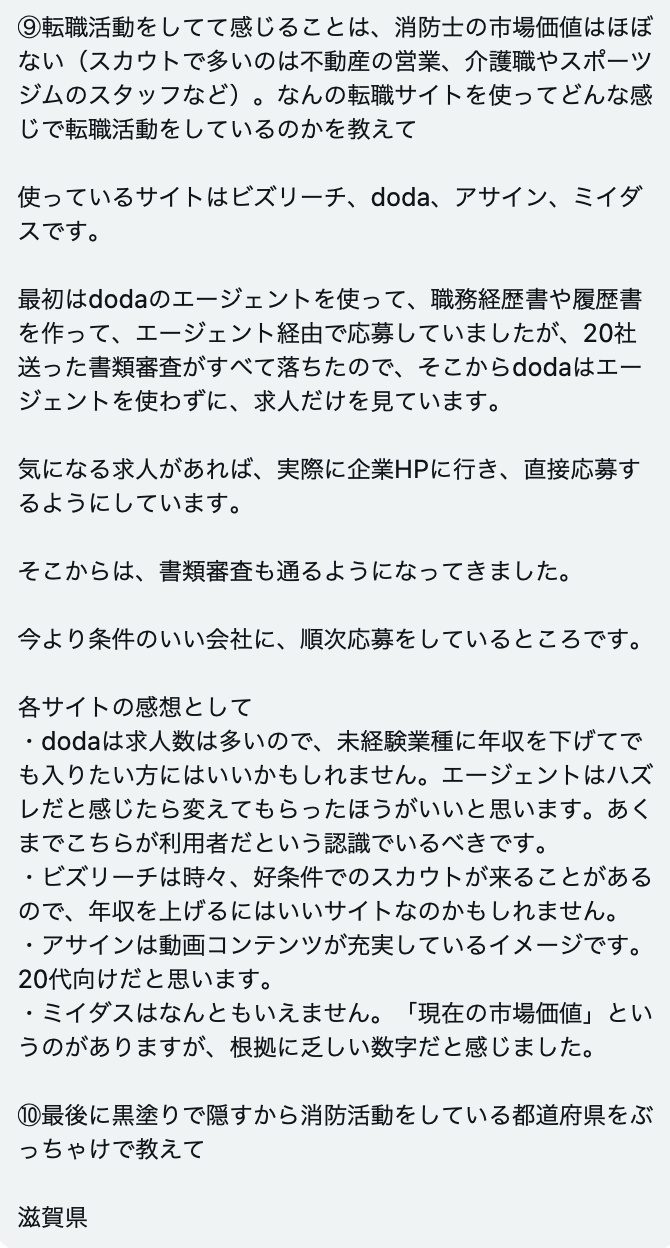 ⑨転職活動をしてて感じることは、消防士の市場価値はほぼ
ない（スカウトで多いのは不動産の営業、介護職やスポーツ
ジムのスタッフなど）。なんの転職サイトを使ってどんな感
じで転職活動をしているのかを教えて
使っているサイトはビズリーチ、doda、アサイン、ミイダ
スです。
最初はdodaのエージェントを使って、職務経歴書や履歴書
を作って、エージェント経由で応募していましたが、20社
送った書類審査がすべて落ちたので、そこからdodaはエー
ジェントを使わずに、求人だけを見ています。
気になる求人があれば、実際に企業HPに行き、直接応募す
るようにしています。
そこからは、書類審査も通るようになってきました。
今より条件のいい会社に、順次応募をしているところです。
各サイトの感想として
・dodaは求人数は多いので、未経験業種に年収を下げてで
も入りたい方にはいいかもしれません。エージェントはハズ
レだと感じたら変えてもらったほうがいいと思います。あく
までこちらが利用者だという認識でいるべきです。
・ビズリーチは時々、好条件でのスカウトが来ることがある
ので、年収を上げるにはいいサイトなのかもしれません。
・アサインは動画コンテンツが充実しているイメージです。
20代向けだと思います。
・ミイダスはなんともいえません。「現在の市場価値」とい
うのがありますが、根拠に乏しい数字だと感じました。
⑩最後に黒塗りで隠すから消防活動をしている都道府県をぶ
っちゃけで教えて
滋賀県